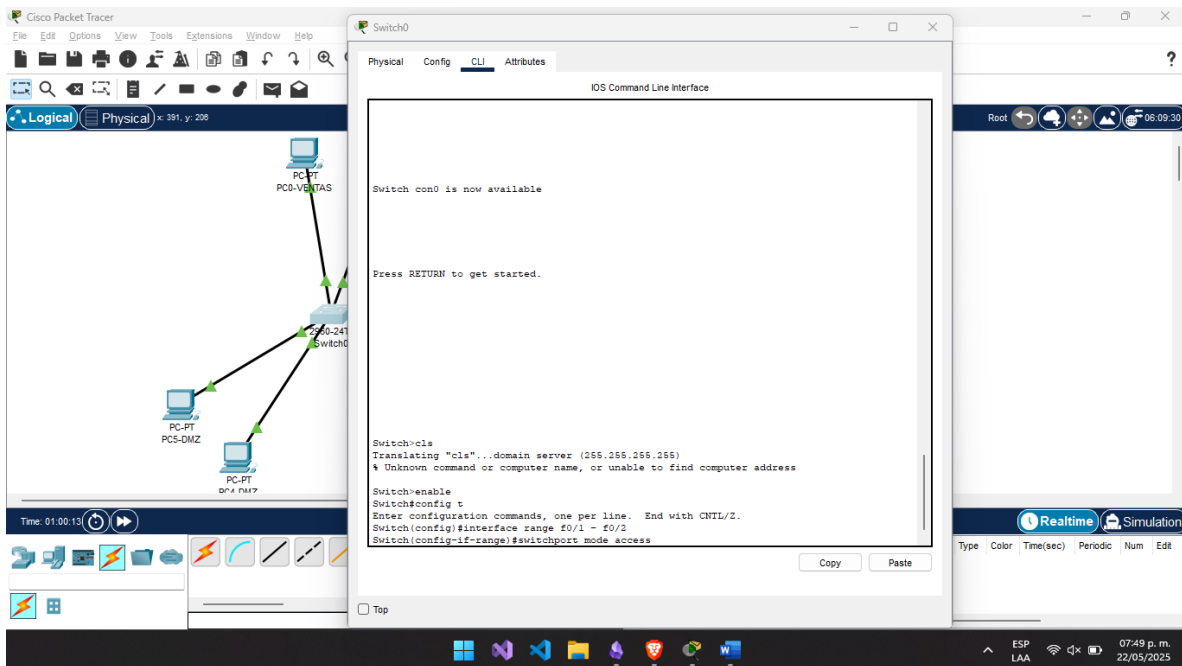 Cisco Packet Tracer
File Edit Options View Tools Extensions Window Help
?
Logical
Physical
x: 391, y: 206
Root
06:09:30
PC-PT
PC0-VENTAS
2960-24T
Switch0
PC-PT
PC5-DMZ
PC-PT
PC4-DMZ
Switch0
Physical Config CLI Attributes
IOS Command Line Interface
Switch con0 is now available
Press RETURN to get started.
Switch>cls
Translating "cls"...domain server (255.255.255.255)
% Unknown command or computer name, or unable to find computer address
Switch>enable
Switch#config t
Enter configuration commands, one per line. End with CNTL/Z.
Switch(config)#interface range f0/1 - f0/2
Switch(config-if-range)#switchport mode access
Copy Paste
Top
Time: 01:00:13
Realtime
Simulation
Type Color Time(sec) Periodic Num Edit
ESP
LAA
07:49 p. m.
22/05/2025